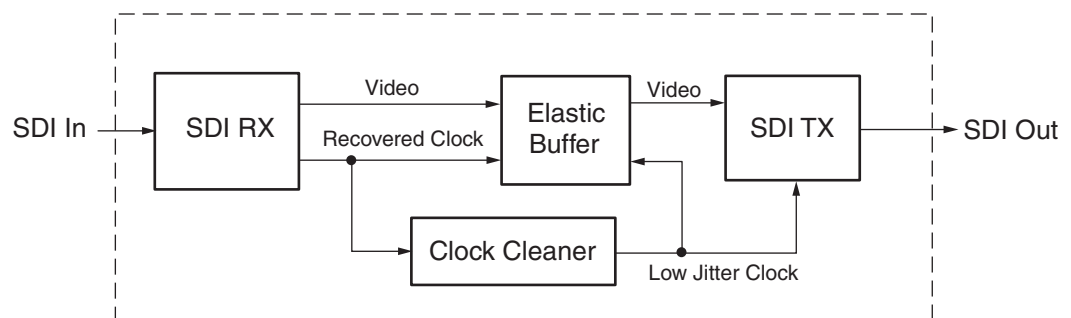 SDI In
SDI RX
Video
Recovered Clock
Elastic
Buffer
Video
SDI TX
SDI Out
Clock Cleaner
Low Jitter Clock